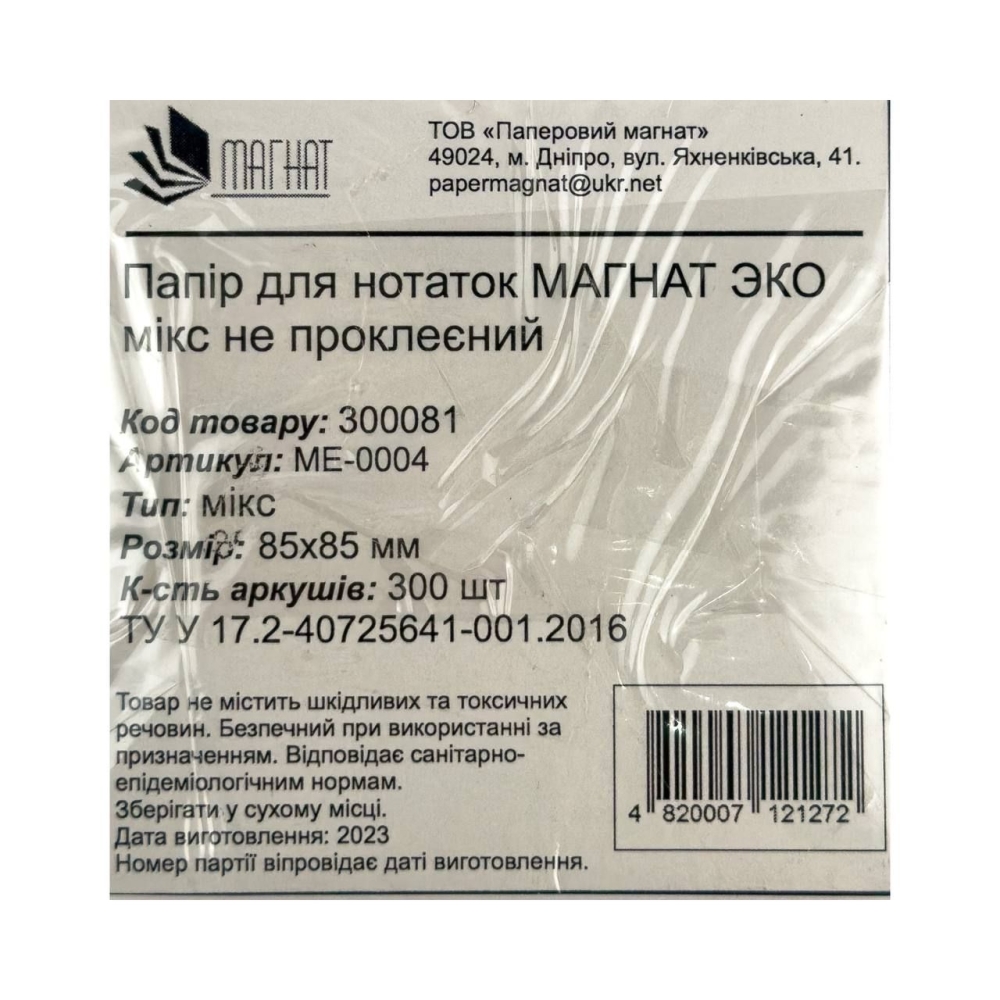 МАГНАТ
ТОВ «Паперовий магнат»
49024, м. Дніпро, вул. Яхненківська, 41.
papermagnat@ukr.net
Папір для нотаток МАГНАТ ЭКО
мікс не проклеєний
Код товару: 300081
Артикул: МЕ-0004
Тип: мікс
Розмір: 85х85 мм
К-сть аркушів: 300 шт
ТУ У 17.2-40725641-001.2016
Товар не містить шкідливих та токсичних
речовин. Безпечний при використанні за
призначенням. Відповідає санітарно-
епідеміологічним нормам.
Зберігати у сухому місці.
Дата виготовлення: 2023
Номер партії віпровідає даті виготовлення.
4 820007 121272